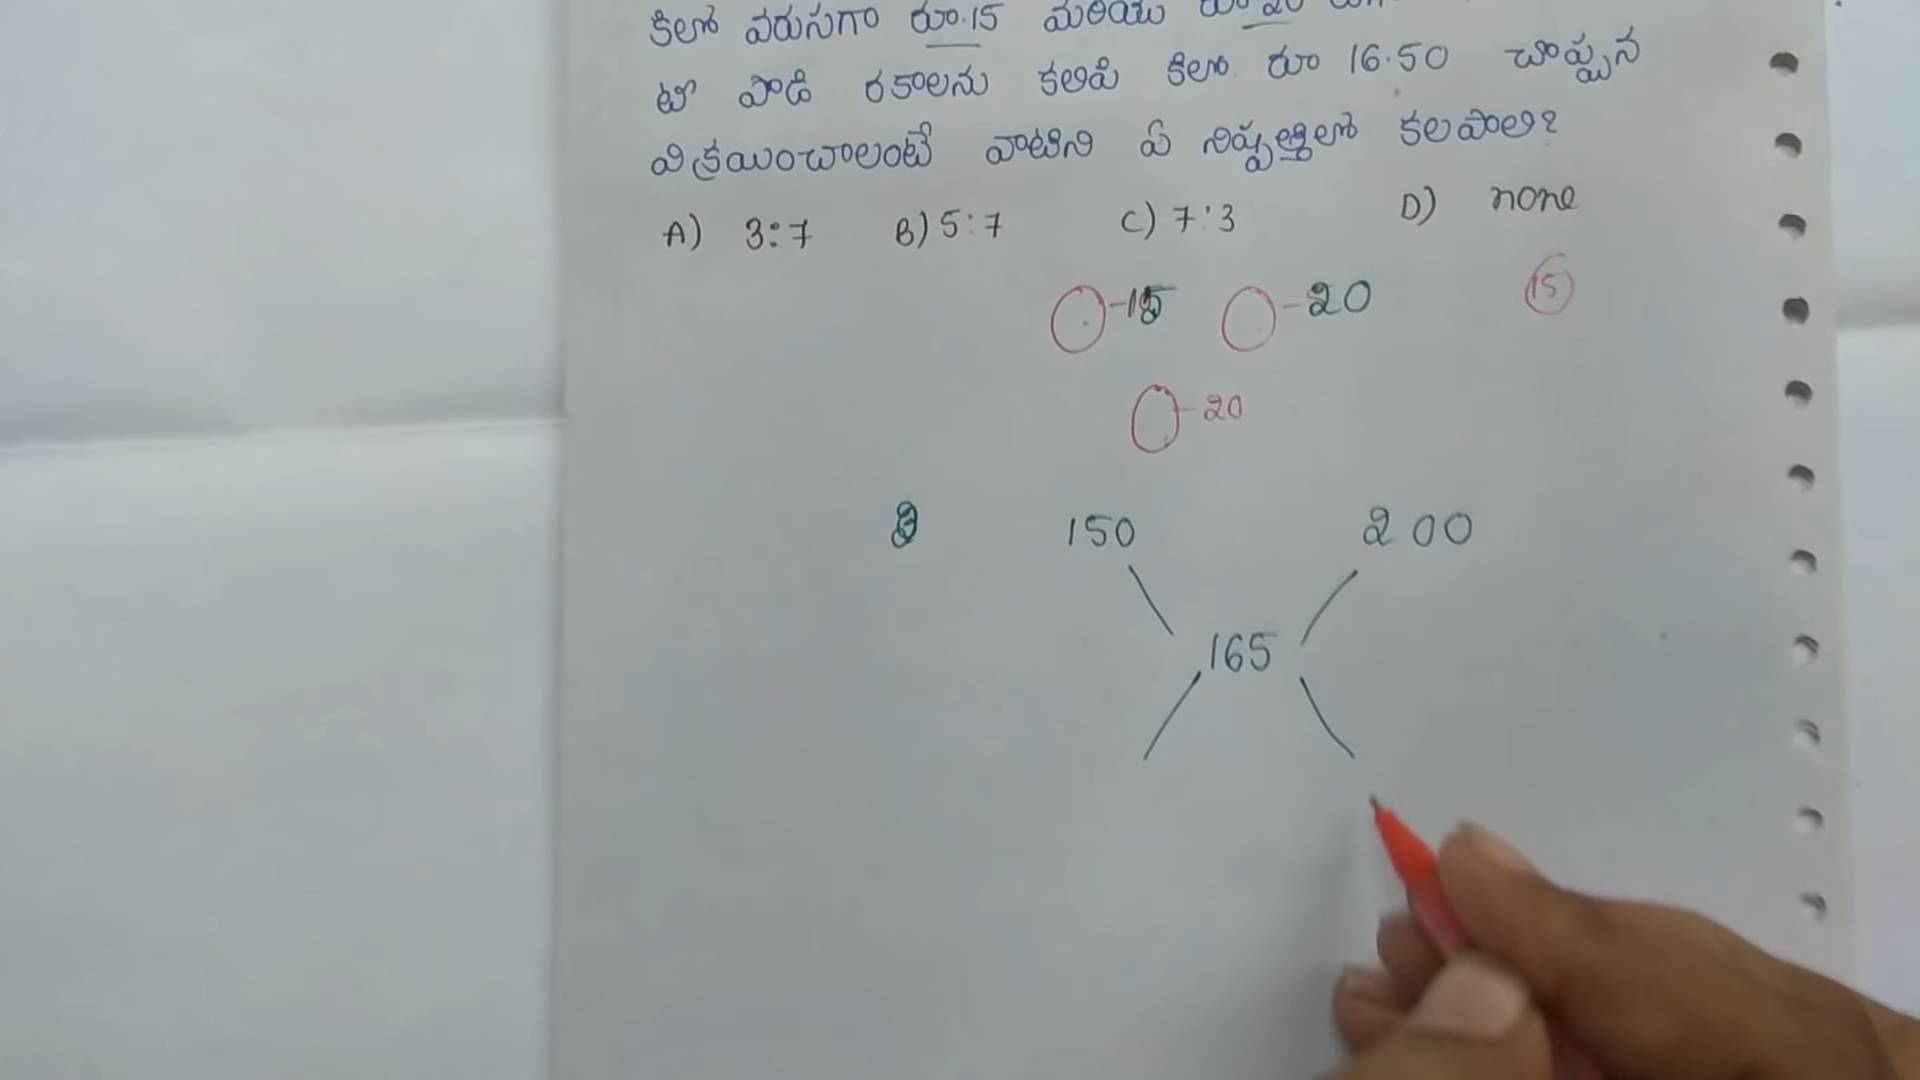 కిలో వరుసగా రూ.15 మరియు రూ 20
టీ పొడి రకాలను కలిపి కిలో రూ 16.50 చొప్పున
విక్రయించాలంటే వాటిని ఏ నిష్పత్తిలో కలపాలి?
A) 3:7 B) 5:7 C) 7:3 D) none
-15 -20 15
-20
150 200
165